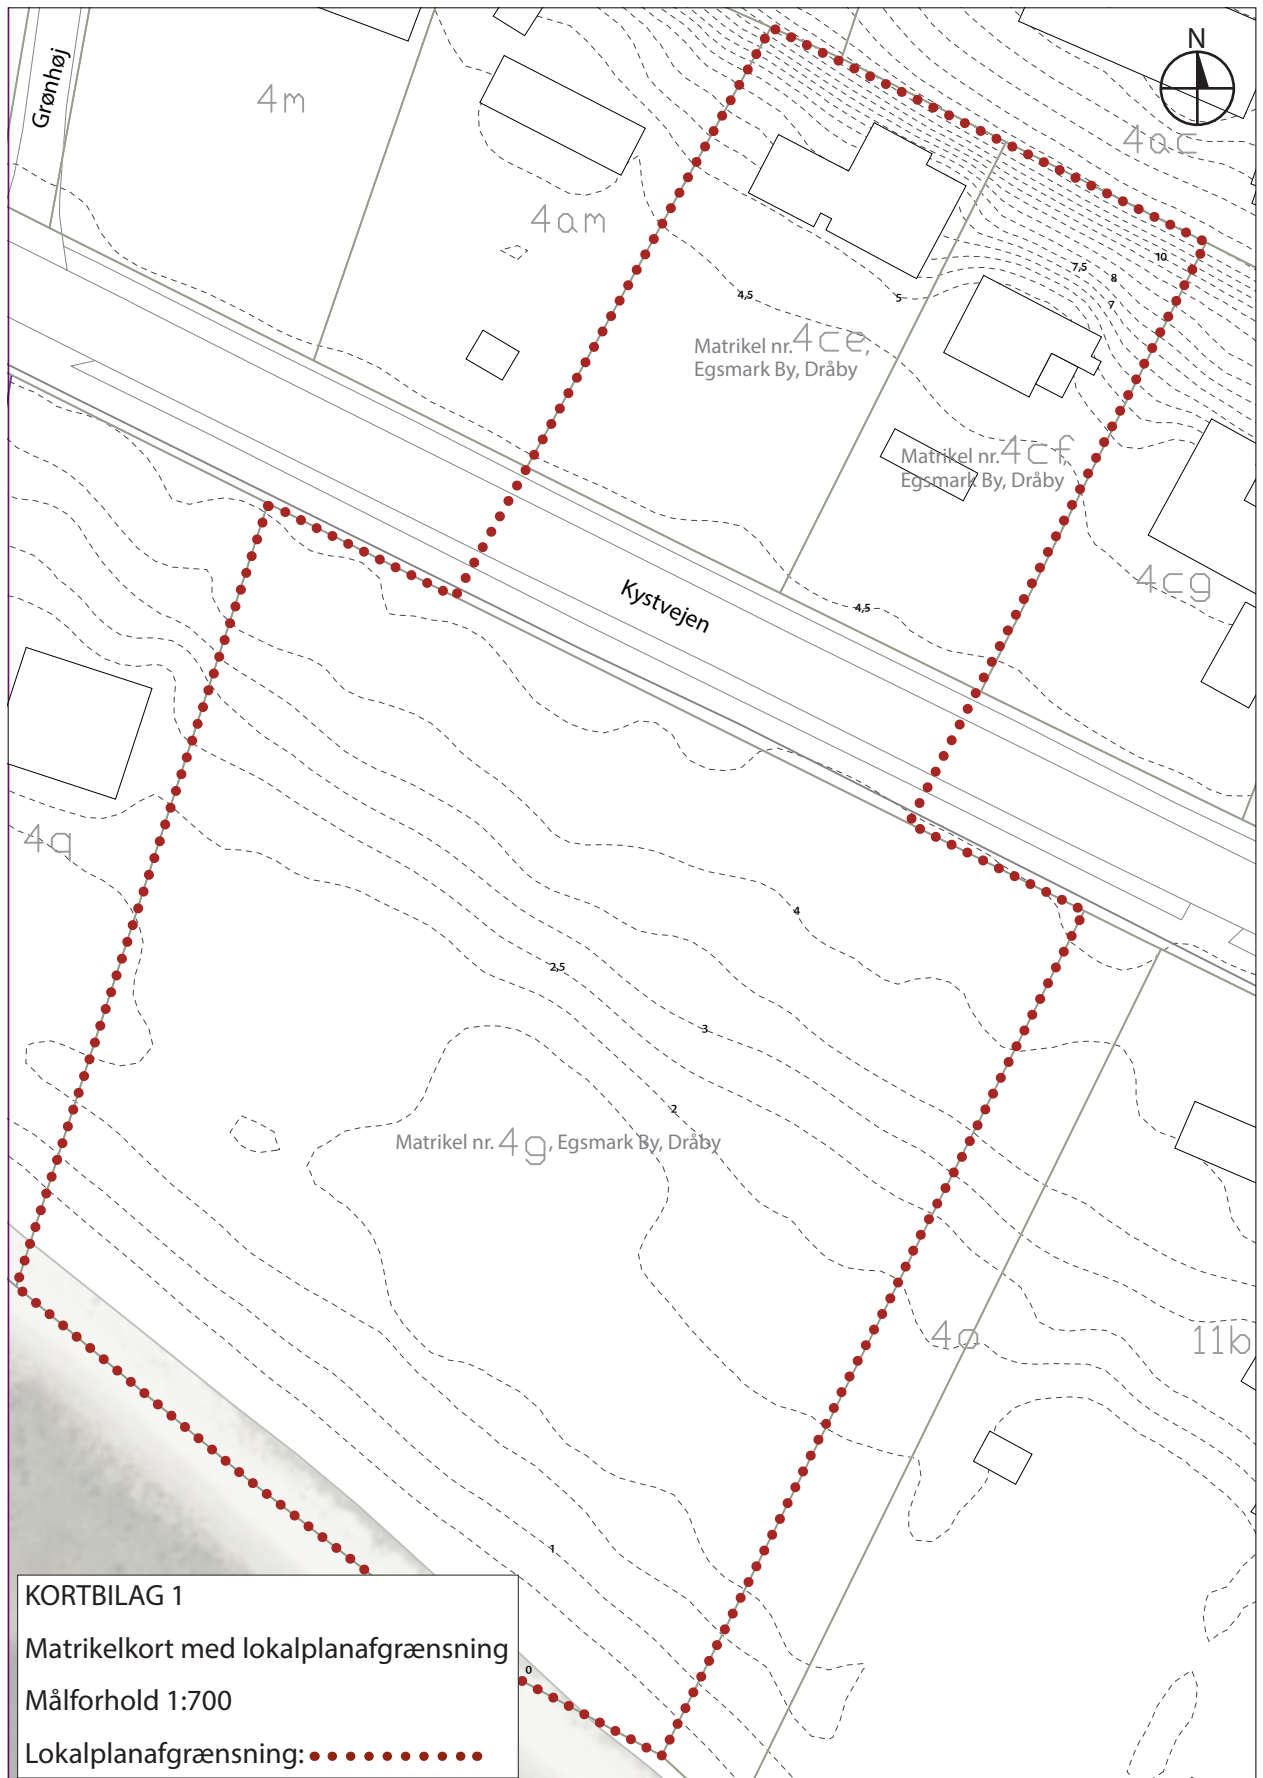 N
Grønhøj
4m
4ac
4am
10
7,5
8
7
4,5
5
Matrikel nr. 4ce,
Egsmark By, Dråby
Matrikel nr. 4cf,
Egsmark By, Dråby
4cg
Kystvejen
4,5
4q
4
2,5
3
2
Matrikel nr. 4g, Egsmark By, Dråby
4o
11b
1
0
KORTBILAG 1
Matrikelkort med lokalplanafgrænsning
Målforhold 1:700
Lokalplanafgrænsning: